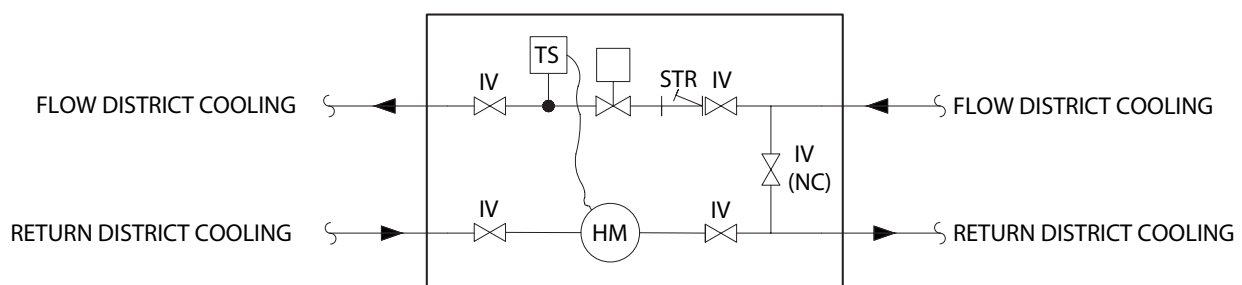 TS
IV
STR IV
FLOW DISTRICT COOLING
FLOW DISTRICT COOLING
IV
(NC)
IV
IV
RETURN DISTRICT COOLING
HM
RETURN DISTRICT COOLING